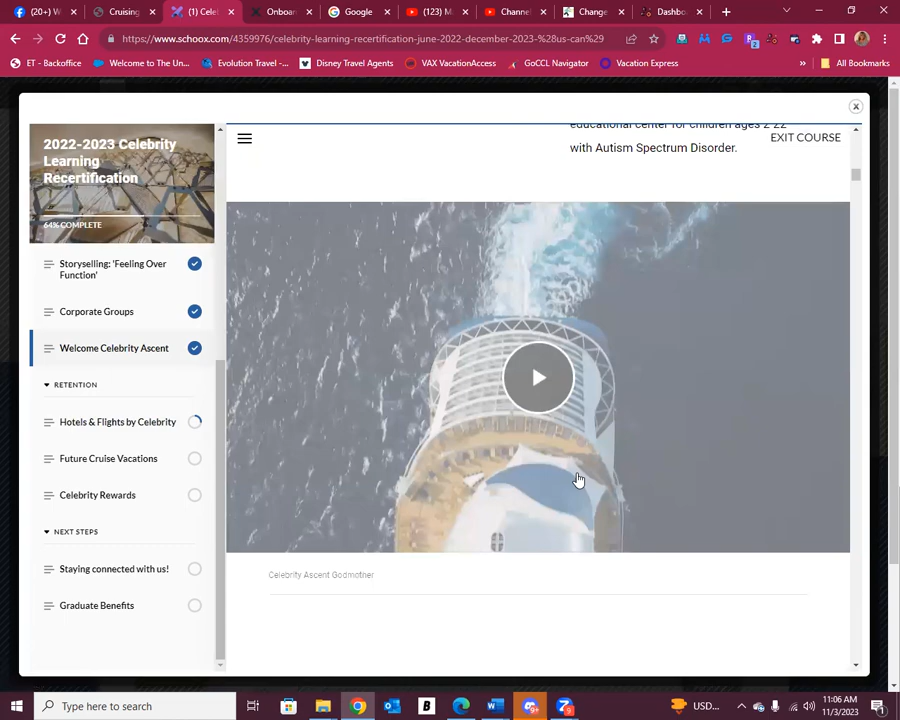 (20+) W
Cruising
(1) Cele
Onboar
Google
(123) M
Channe
Change
Dashbo
https://www.schoox.com/4359976/celebrity-learning-recertification-june-2022-december-2023-%28us-can%29
ET - Backoffice
Welcome to The Un...
Evolution Travel -...
Disney Travel Agents
VAX VacationAccess
GoCCL Navigator
Vacation Express
»
All Bookmarks
x
2022-2023 Celebrity
Learning
Recertification
64% COMPLETE
Storyselling: 'Feeling Over
Function'
Corporate Groups
Welcome Celebrity Ascent
RETENTION
Hotels & Flights by Celebrity
Future Cruise Vacations
Celebrity Rewards
NEXT STEPS
Staying connected with us!
Graduate Benefits
educational center for children ages 2-22
EXIT COURSE
with Autism Spectrum Disorder.
Celebrity Ascent Godmother
Type here to search
USD...
11:06 AM
11/3/2023